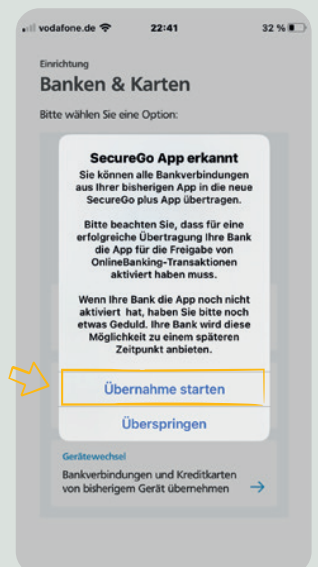 vodafone.de 22:41 32 %
Einrichtung
Banken & Karten
Bitte wählen Sie eine Option:
SecureGo App erkannt
Sie können alle Bankverbindungen
aus Ihrer bisherigen App in die neue
SecureGo plus App übertragen.
Bitte beachten Sie, dass für eine
erfolgreiche Übertragung Ihre Bank
die App für die Freigabe von
OnlineBanking-Transaktionen
aktiviert haben muss.
Wenn Ihre Bank die App noch nicht
aktiviert hat, haben Sie bitte noch
etwas Geduld. Ihre Bank wird diese
Möglichkeit zu einem späteren
Zeitpunkt anbieten.
Übernahme starten
Überspringen
Gerätewechsel
Bankverbindungen und Kreditkarten
von bisherigem Gerät übernehmen